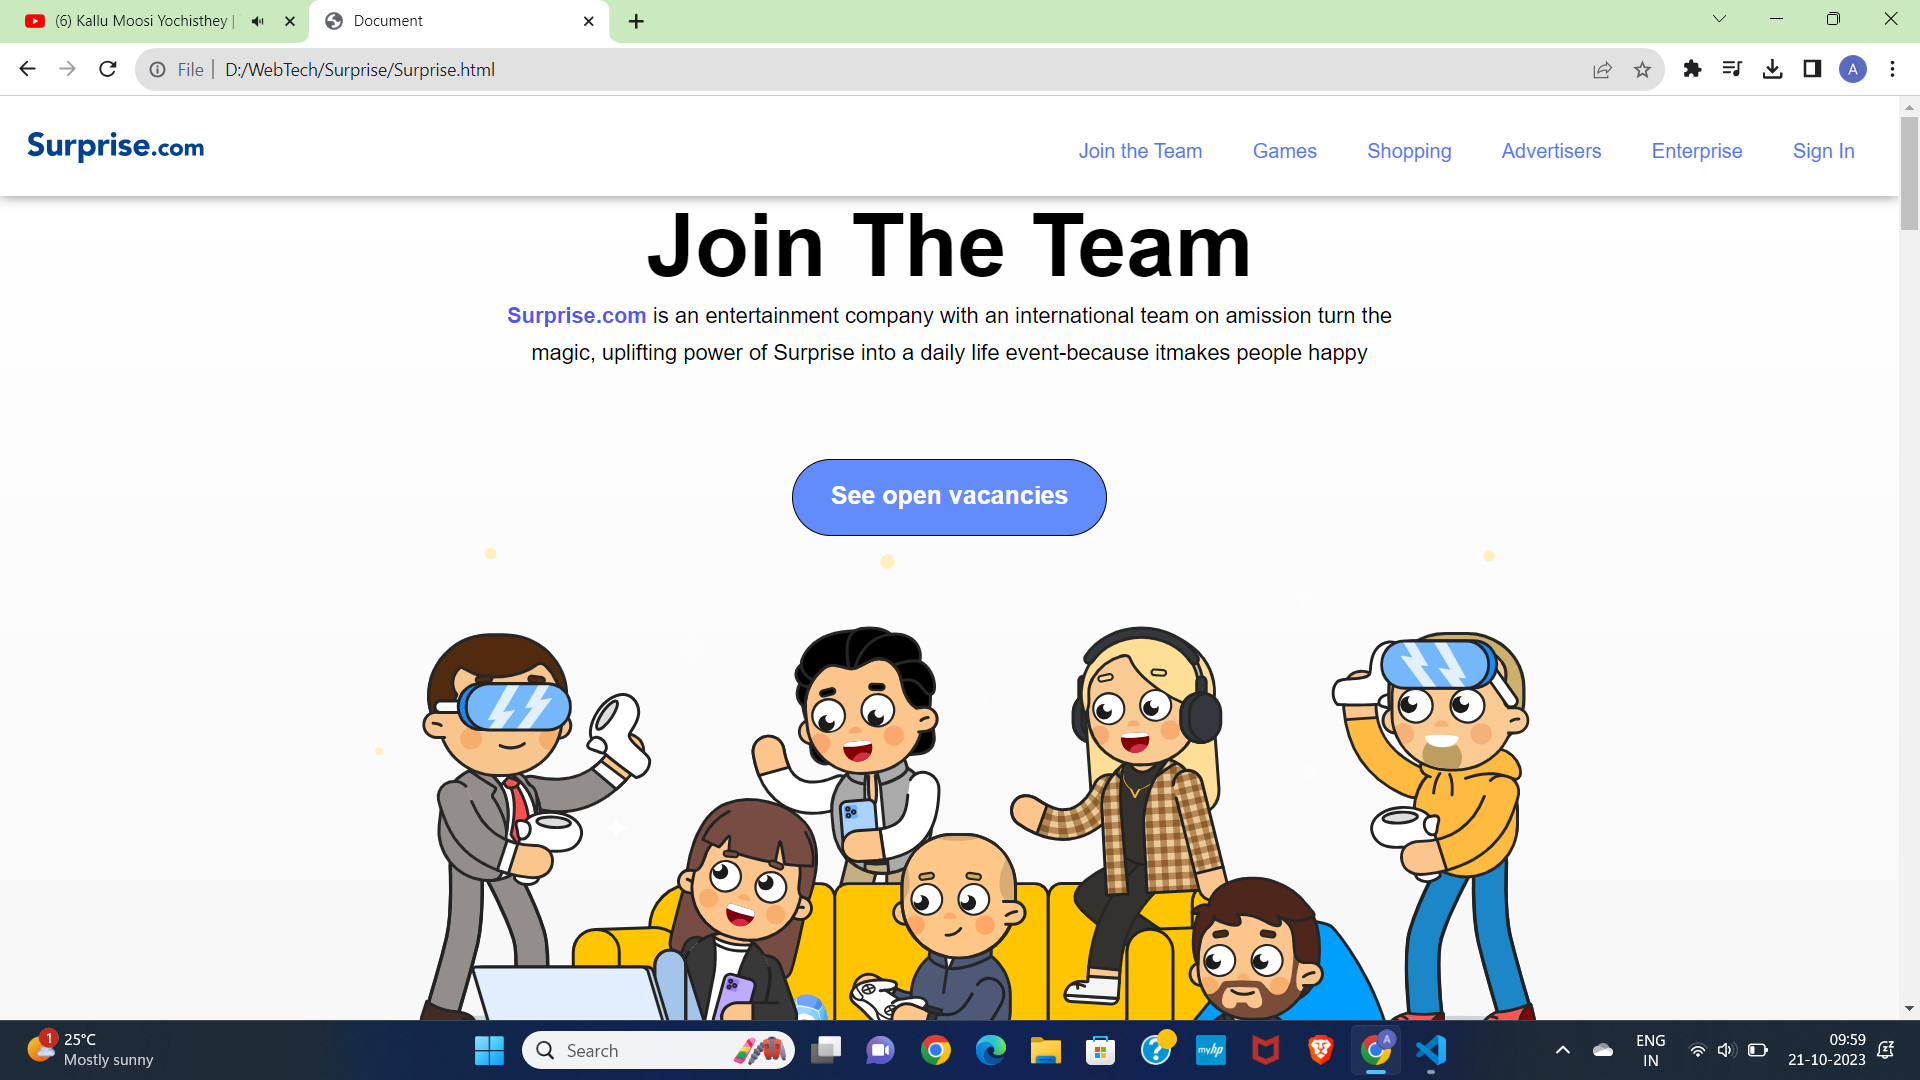 (6) Kallu Moosi Yochisthey |
Document
File | D:/WebTech/Surprise/Surprise.html
A
Surprise.com
Join the Team
Games
Shopping
Advertisers
Enterprise
Sign In
Join The Team
Surprise.com is an entertainment company with an international team on amission turn the
magic, uplifting power of Surprise into a daily life event-because itmakes people happy
See open vacancies
1
25°C
Mostly sunny
Search
myhp
A
ENG
IN
09:59
21-10-2023